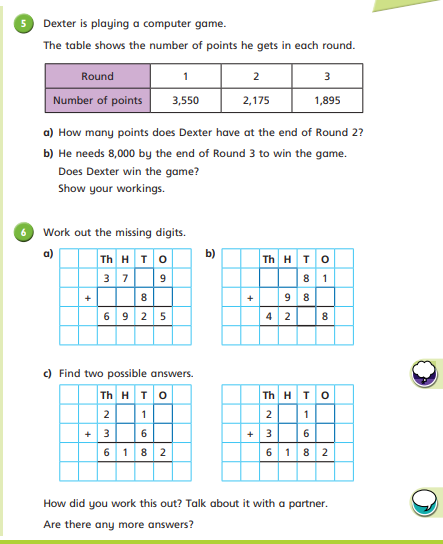 5 Dexter is playing a computer game.
The table shows the number of points he gets in each round.
Round 1 2 3
Number of points 3,550 2,175 1,895
a) How many points does Dexter have at the end of Round 2?
b) He needs 8,000 by the end of Round 3 to win the game.
Does Dexter win the game?
Show your workings.
6 Work out the missing digits.
a)
Th H T O
3 7 9
+ 8
6 9 2 5
b)
Th H T O
8 1
+ 9 8
4 2 8
c) Find two possible answers.
Th H T O
2 1
+ 3 6
6 1 8 2
Th H T O
2 1
+ 3 6
6 1 8 2
How did you work this out? Talk about it with a partner.
Are there any more answers?